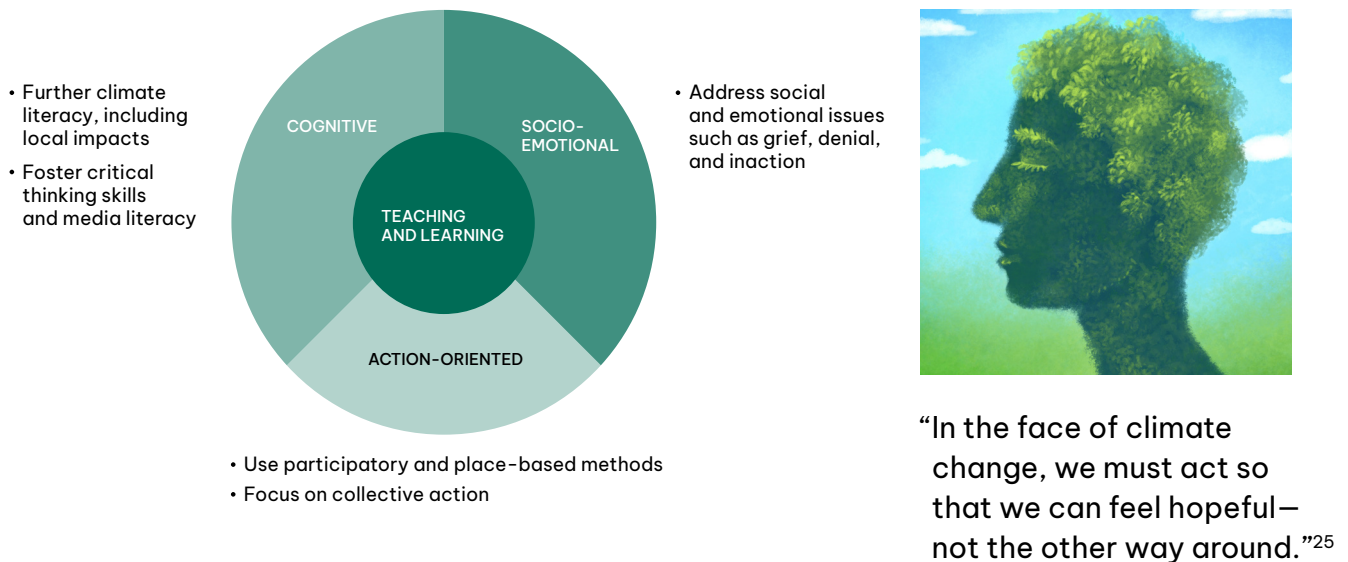 • Further climate
literacy, including
local impacts
• Foster critical
thinking skills
and media literacy
COGNITIVE
SOCIO-
EMOTIONAL
TEACHING
AND LEARNING
ACTION-ORIENTED
• Address social
and emotional issues
such as grief, denial,
and inaction
• Use participatory and place-based methods
• Focus on collective action
“In the face of climate
change, we must act so
that we can feel hopeful—
not the other way around.”25